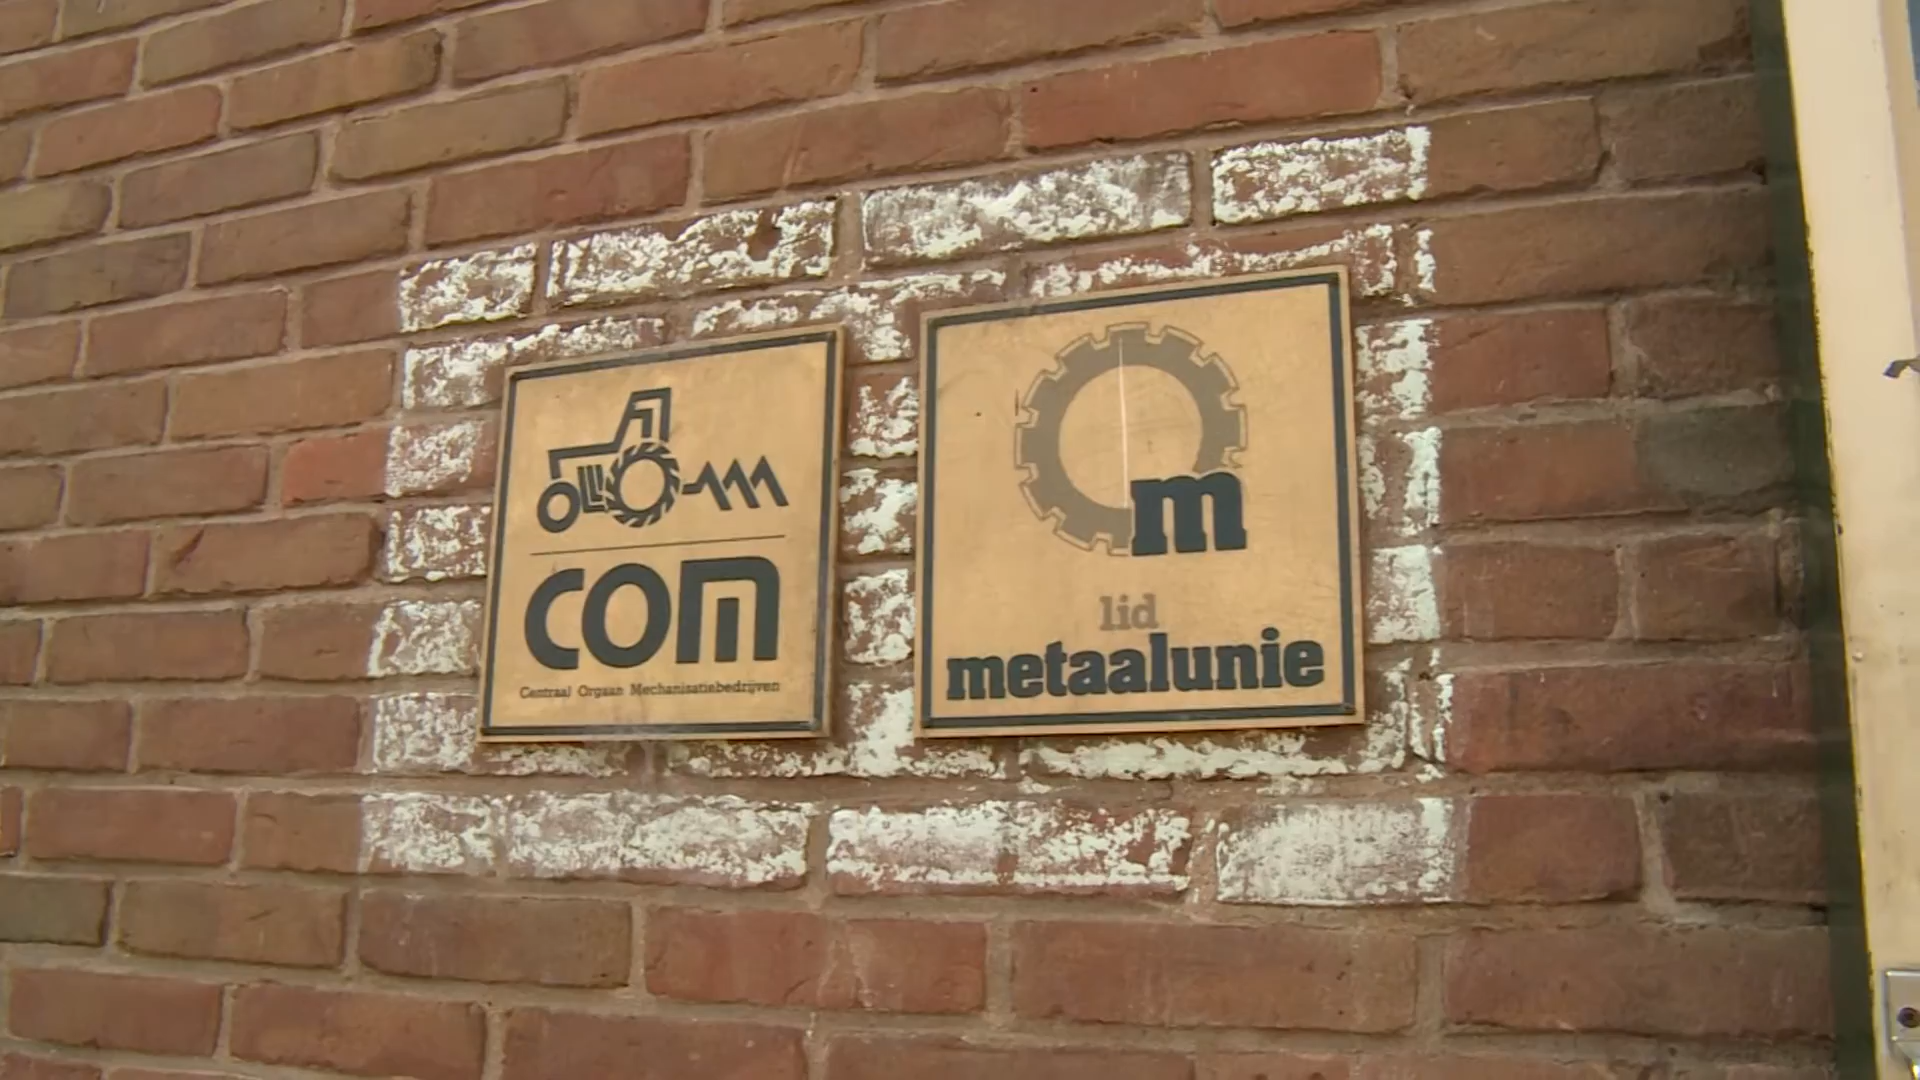 COM
Centraal Orgaan Mechanisatiebedrijven
m
lid
metaalunie